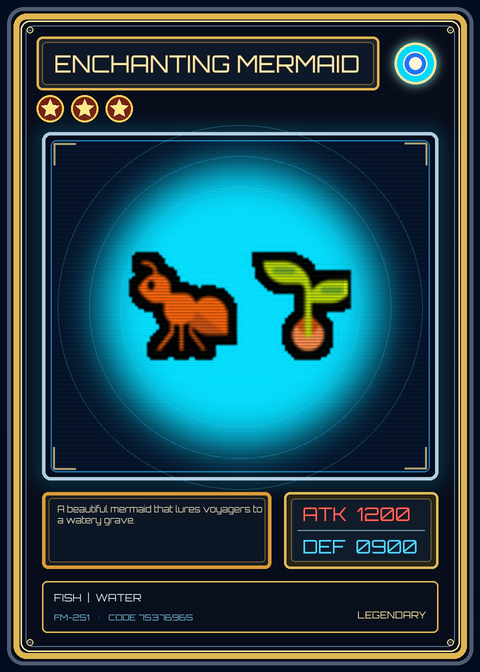 ENCHANTING MERMAID
A beautiful mermaid that lures voyagers to
a watery grave.
ATK 1200
DEF 0900
FISH | WATER
FM-251 · CODE 75376965
LEGENDARY